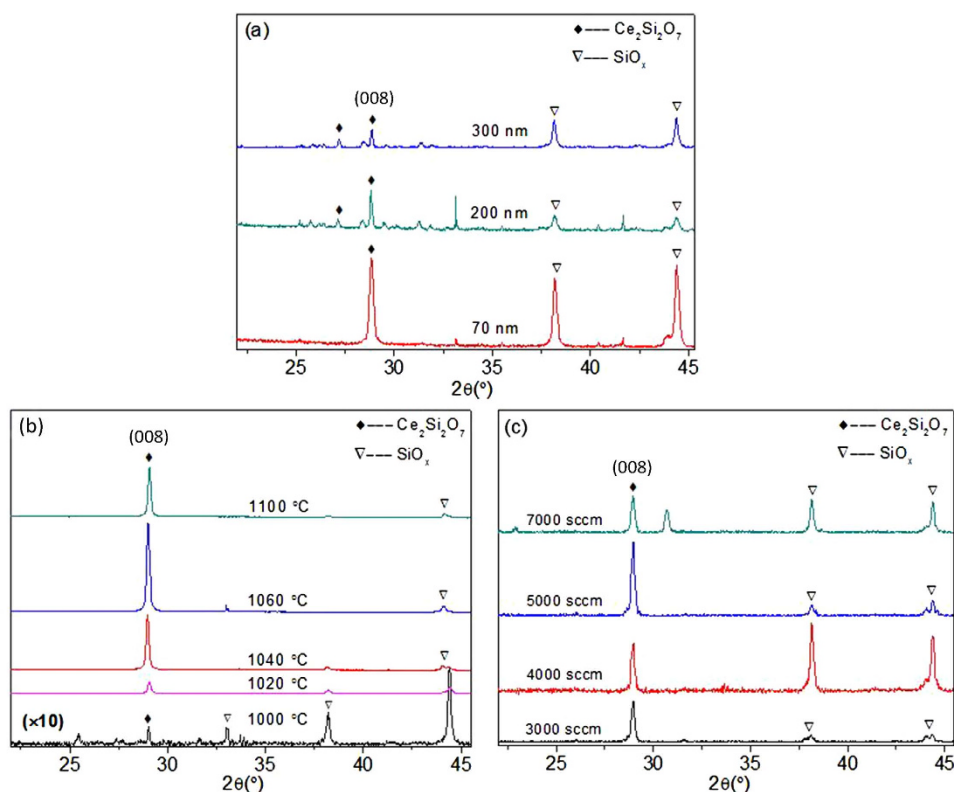 (a)
◆--- Ce₂Si₂O₇
▽--- SiOₓ
(008)
300 nm
200 nm
70 nm
25 30 35 40 45
2θ(°)
(b)
◆--- Ce₂Si₂O₇
▽--- SiOₓ
(008)
1100 °C
1060 °C
1040 °C
1020 °C
(×10) 1000 °C
25 30 35 40 45
2θ(°)
(c)
◆--- Ce₂Si₂O₇
▽--- SiOₓ
(008)
7000 sccm
5000 sccm
4000 sccm
3000 sccm
25 30 35 40 45
2θ(°)